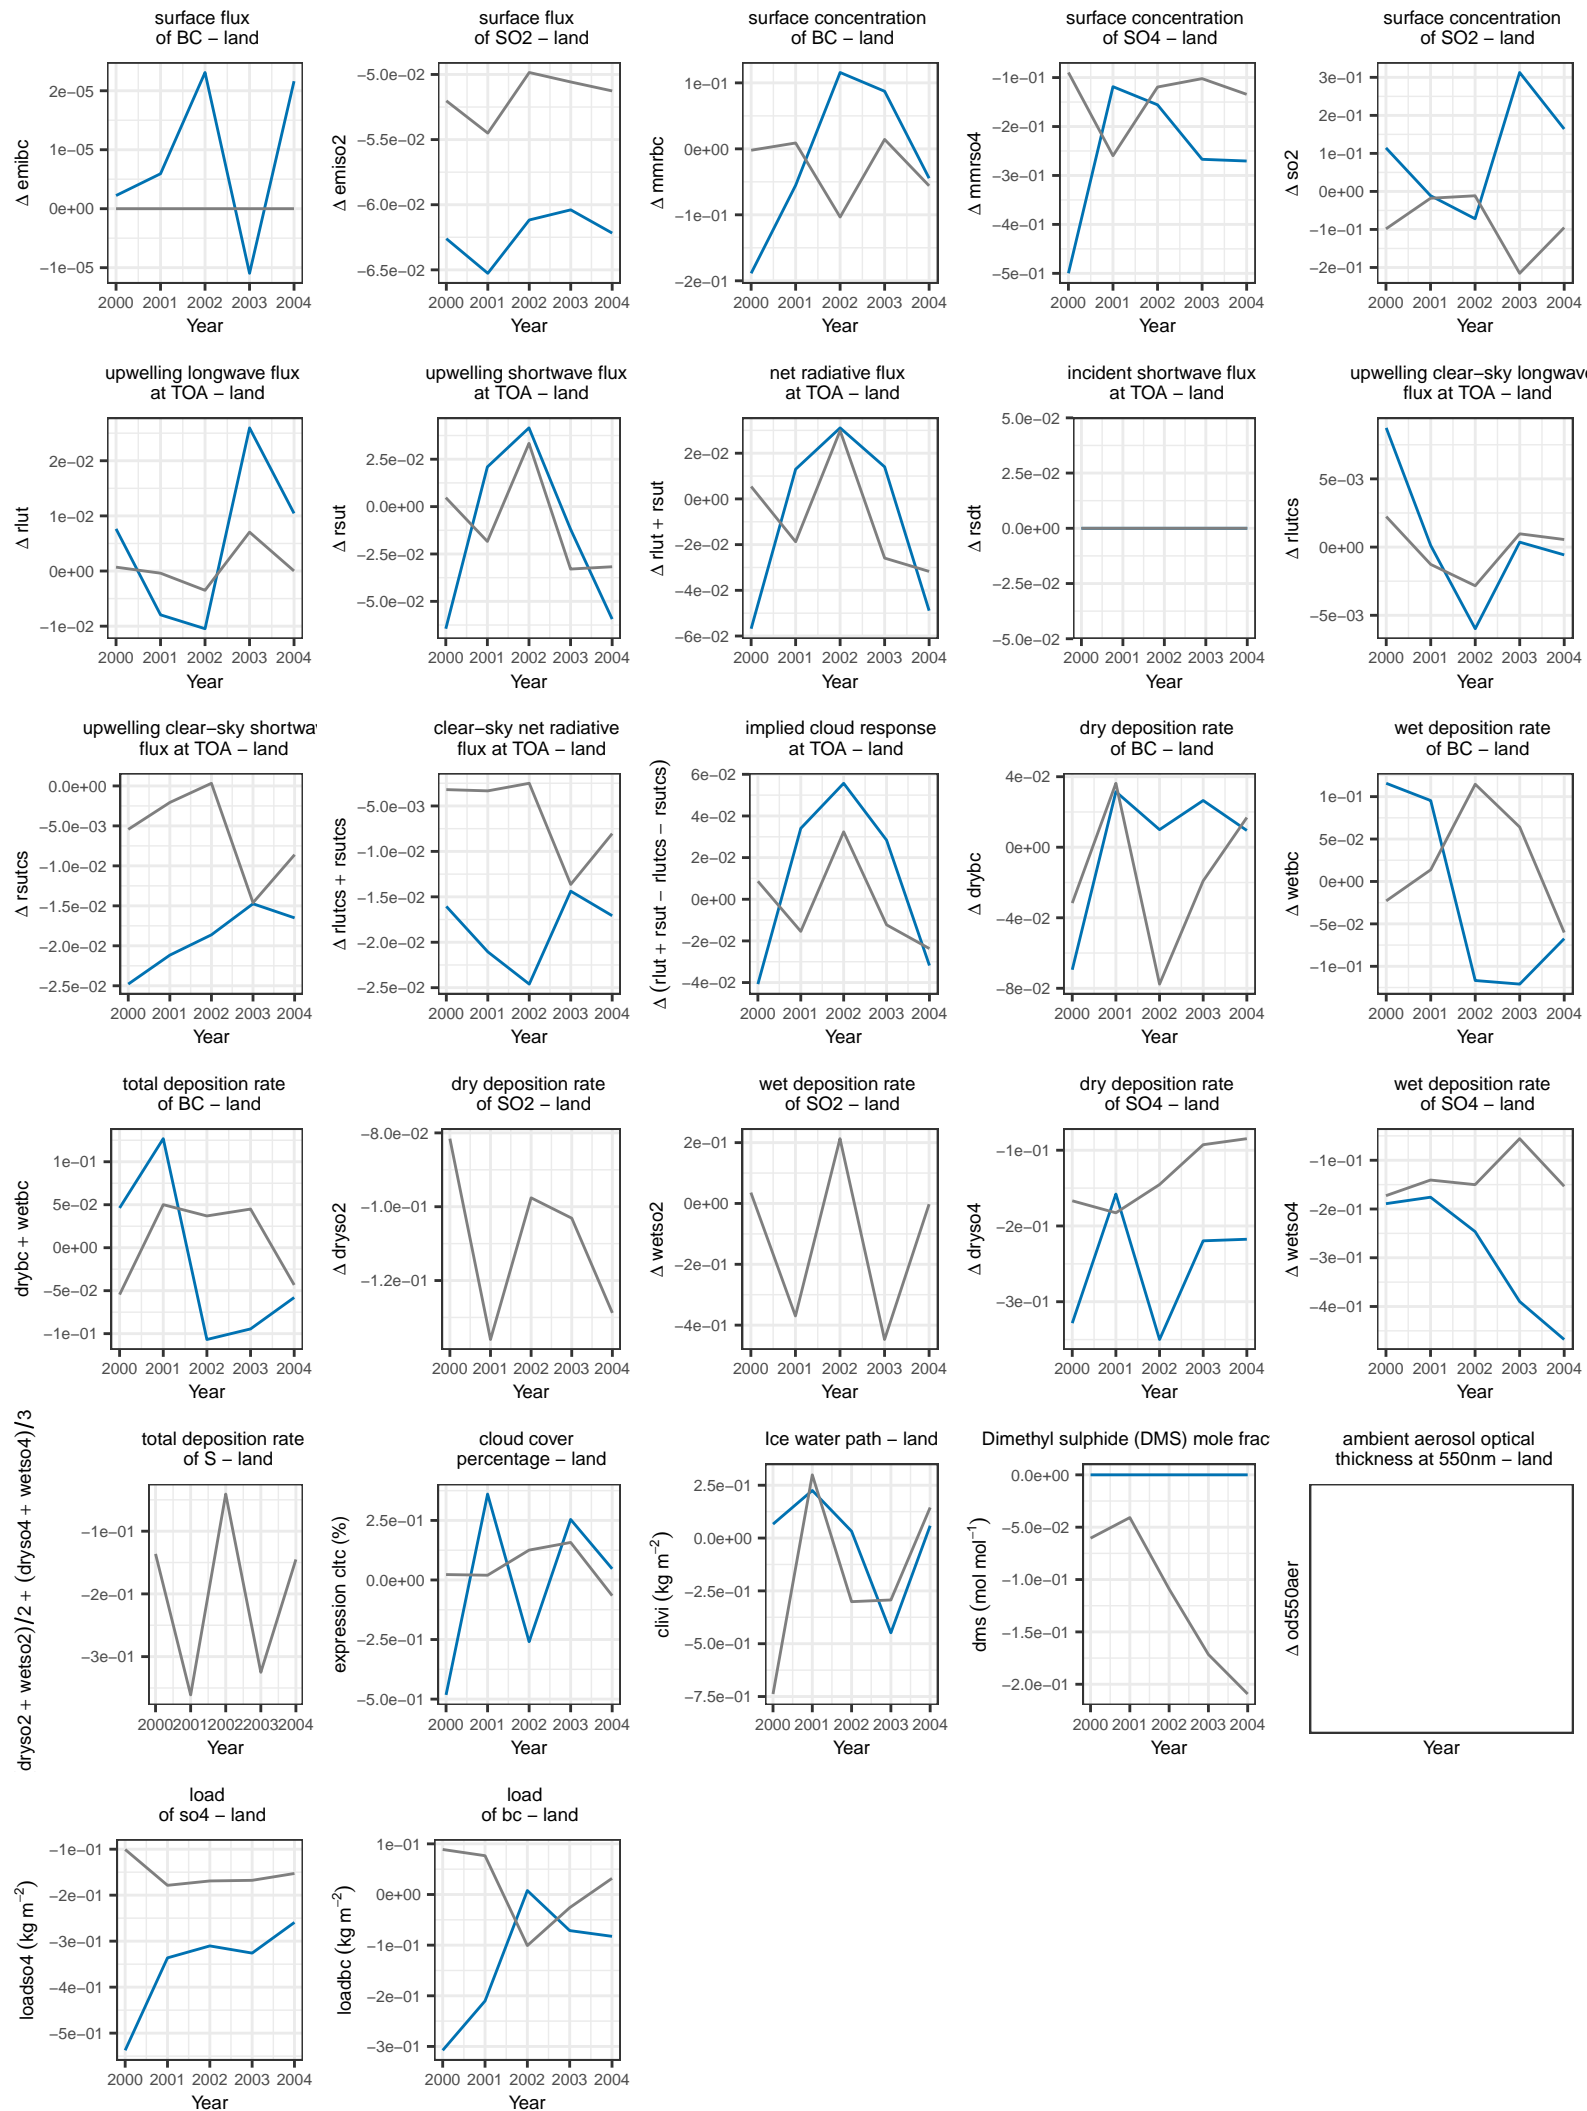 surface flux
of BC − land
Δ emibc
2e−05
1e−05
0e+00
−1e−05
2000 2001 2002 2003 2004
Year
surface flux
of SO2 − land
Δ emiso2
−5.0e−02
−5.5e−02
−6.0e−02
−6.5e−02
2000 2001 2002 2003 2004
Year
surface concentration
of BC − land
Δ mmrbc
1e−01
0e+00
−1e−01
−2e−01
2000 2001 2002 2003 2004
Year
surface concentration
of SO4 − land
Δ mmrso4
−1e−01
−2e−01
−3e−01
−4e−01
−5e−01
2000 2001 2002 2003 2004
Year
surface concentration
of SO2 − land
Δ so2
3e−01
2e−01
1e−01
0e+00
−1e−01
−2e−01
2000 2001 2002 2003 2004
Year
upwelling longwave flux
at TOA − land
Δ rlut
2e−02
1e−02
0e+00
−1e−02
2000 2001 2002 2003 2004
Year
upwelling shortwave flux
at TOA − land
Δ rsut
2.5e−02
0.0e+00
−2.5e−02
−5.0e−02
2000 2001 2002 2003 2004
Year
net radiative flux
at TOA − land
Δ rlut + rsut
2e−02
0e+00
−2e−02
−4e−02
−6e−02
2000 2001 2002 2003 2004
Year
incident shortwave flux
at TOA − land
Δ rsdt
5.0e−02
2.5e−02
0.0e+00
−2.5e−02
−5.0e−02
2000 2001 2002 2003 2004
Year
upwelling clear−sky longwave
flux at TOA − land
Δ rlutcs
5e−03
0e+00
−5e−03
2000 2001 2002 2003 2004
Year
upwelling clear−sky shortwav
flux at TOA − land
Δ rsutcs
0.0e+00
−5.0e−03
−1.0e−02
−1.5e−02
−2.0e−02
−2.5e−02
2000 2001 2002 2003 2004
Year
clear−sky net radiative
flux at TOA − land
Δ rlutcs + rsutcs
−5.0e−03
−1.0e−02
−1.5e−02
−2.0e−02
−2.5e−02
2000 2001 2002 2003 2004
Year
implied cloud response
at TOA − land
Δ (rlut + rsut − rlutcs − rsutcs)
6e−02
4e−02
2e−02
0e+00
−2e−02
−4e−02
2000 2001 2002 2003 2004
Year
dry deposition rate
of BC − land
Δ drybc
4e−02
0e+00
−4e−02
−8e−02
2000 2001 2002 2003 2004
Year
wet deposition rate
of BC − land
Δ wetbc
1e−01
5e−02
0e+00
−5e−02
−1e−01
2000 2001 2002 2003 2004
Year
total deposition rate
of BC − land
drybc + wetbc
1e−01
5e−02
0e+00
−5e−02
−1e−01
2000 2001 2002 2003 2004
Year
dry deposition rate
of SO2 − land
Δ dryso2
−8.0e−02
−1.0e−01
−1.2e−01
2000 2001 2002 2003 2004
Year
wet deposition rate
of SO2 − land
Δ wetso2
2e−01
0e+00
−2e−01
−4e−01
2000 2001 2002 2003 2004
Year
dry deposition rate
of SO4 − land
Δ dryso4
−1e−01
−2e−01
−3e−01
2000 2001 2002 2003 2004
Year
wet deposition rate
of SO4 − land
Δ wetso4
−1e−01
−2e−01
−3e−01
−4e−01
2000 2001 2002 2003 2004
Year
total deposition rate
of S − land
dryso2 + wetso2)/2 + (dryso4 + wetso4)/3
−1e−01
−2e−01
−3e−01
2000 2001 2002 2003 2004
Year
cloud cover
percentage − land
expression cltc (%)
2.5e−01
0.0e+00
−2.5e−01
−5.0e−01
2000 2001 2002 2003 2004
Year
Ice water path − land
clivi (kg m⁻²)
2.5e−01
0.0e+00
−2.5e−01
−5.0e−01
−7.5e−01
2000 2001 2002 2003 2004
Year
Dimethyl sulphide (DMS) mole frac
dms (mol mol⁻¹)
0.0e+00
−5.0e−02
−1.0e−01
−1.5e−01
−2.0e−01
2000 2001 2002 2003 2004
Year
ambient aerosol optical
thickness at 550nm − land
Δ od550aer
Year
load
of so4 − land
loadso4 (kg m⁻²)
−1e−01
−2e−01
−3e−01
−4e−01
−5e−01
2000 2001 2002 2003 2004
Year
load
of bc − land
loadbc (kg m⁻²)
1e−01
0e+00
−1e−01
−2e−01
−3e−01
2000 2001 2002 2003 2004
Year